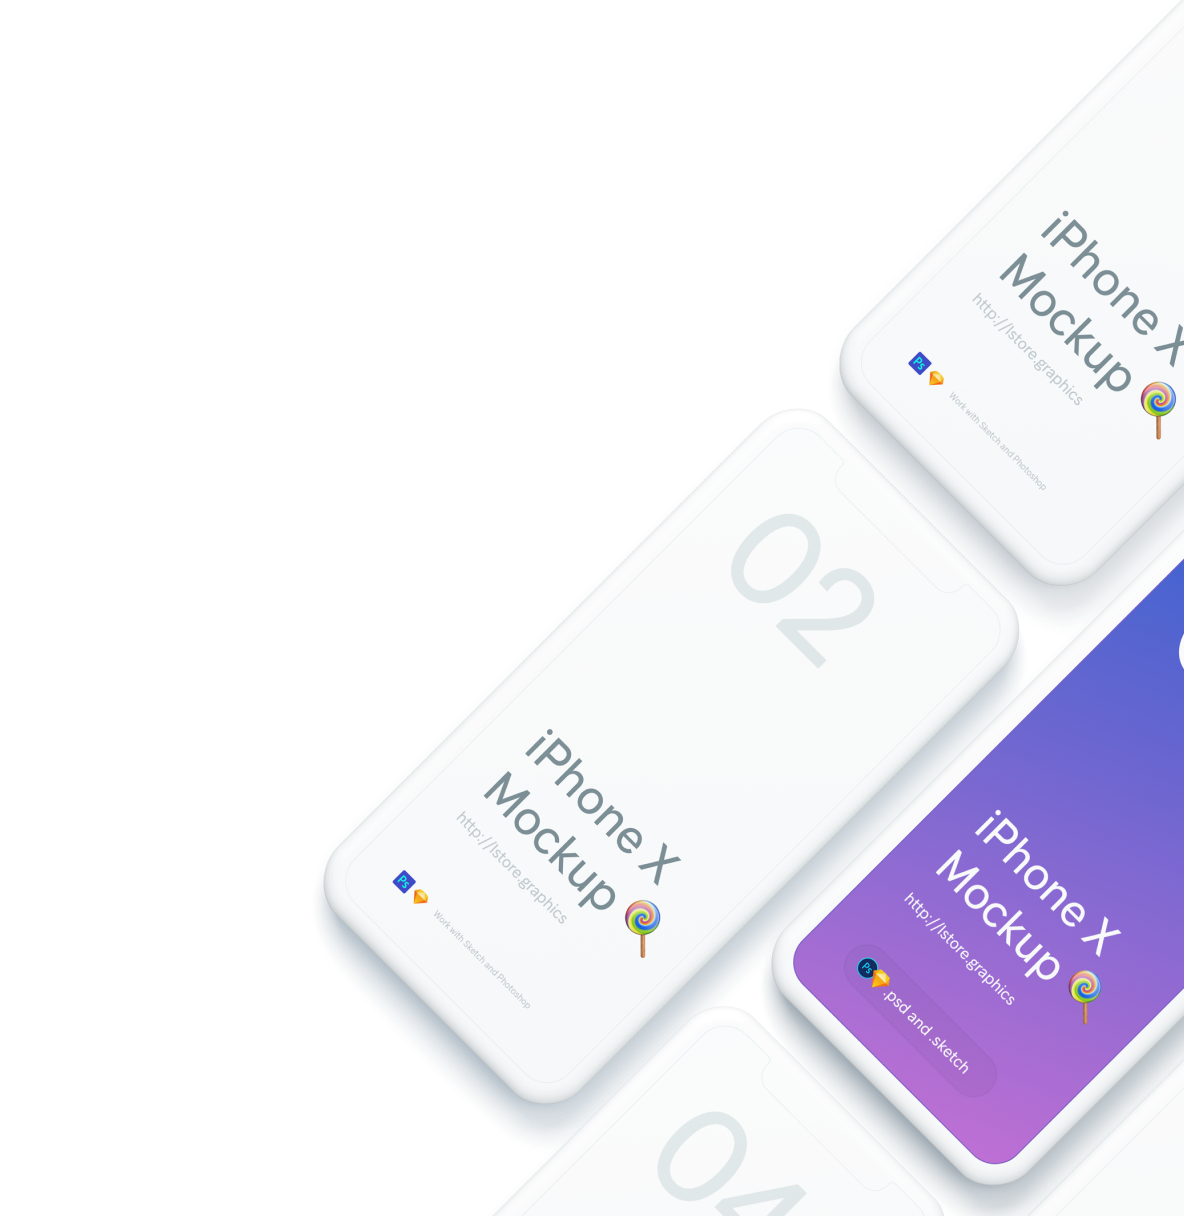 iPhone X
Mockup
http://lstore.graphics
Ps
Work with Sketch and Photoshop
02
iPhone X
Mockup
http://lstore.graphics
Ps
Work with Sketch and Photoshop
iPhone X
Mockup
http://lstore.graphics
Ps
.psd and .sketch
04